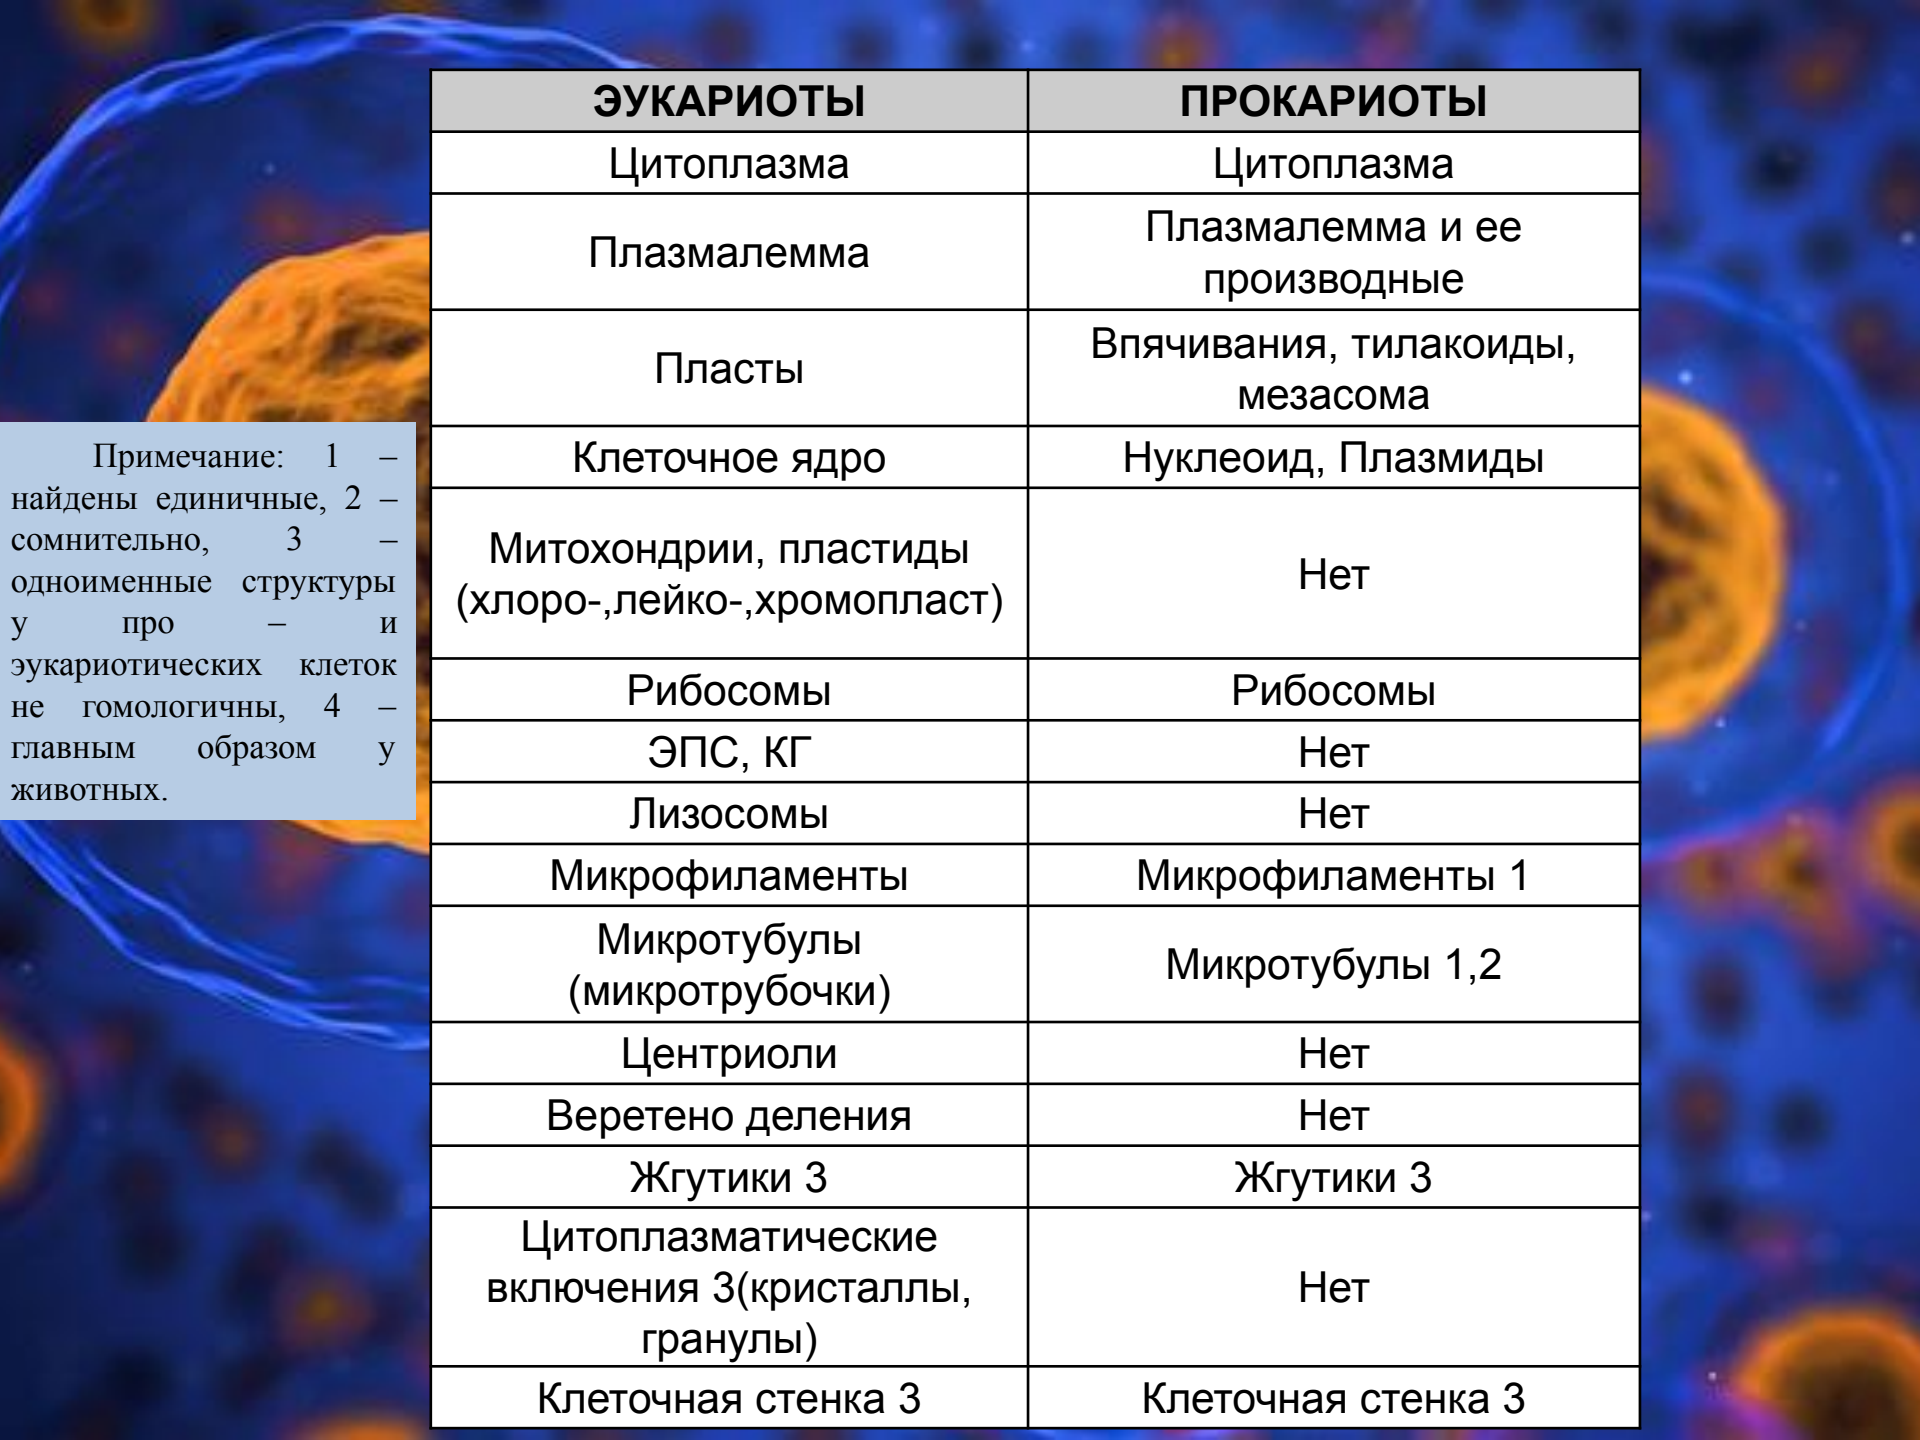 ЭУКАРИОТЫ ПРОКАРИОТЫ
Цитоплазма Цитоплазма
Плазмалемма Плазмалемма и ее
производные
Пласты Впячивания, тилакоиды,
мезасома
Клеточное ядро Нуклеоид, Плазмиды
Митохондрии, пластиды
(хлоро-,лейко-,хромопласт) Нет
Рибосомы Рибосомы
ЭПС, КГ Нет
Лизосомы Нет
Микрофиламенты Микрофиламенты 1
Микротубулы
(микротрубочки) Микротубулы 1,2
Центриоли Нет
Веретено деления Нет
Жгутики 3 Жгутики 3
Цитоплазматические
включения 3(кристаллы,
гранулы) Нет
Клеточная стенка 3 Клеточная стенка 3
Примечание: 1 –
найдены единичные, 2 –
сомнительно, 3 –
одноименные структуры
у про – и
эукариотических клеток
не гомологичны, 4 –
главным образом у
животных.